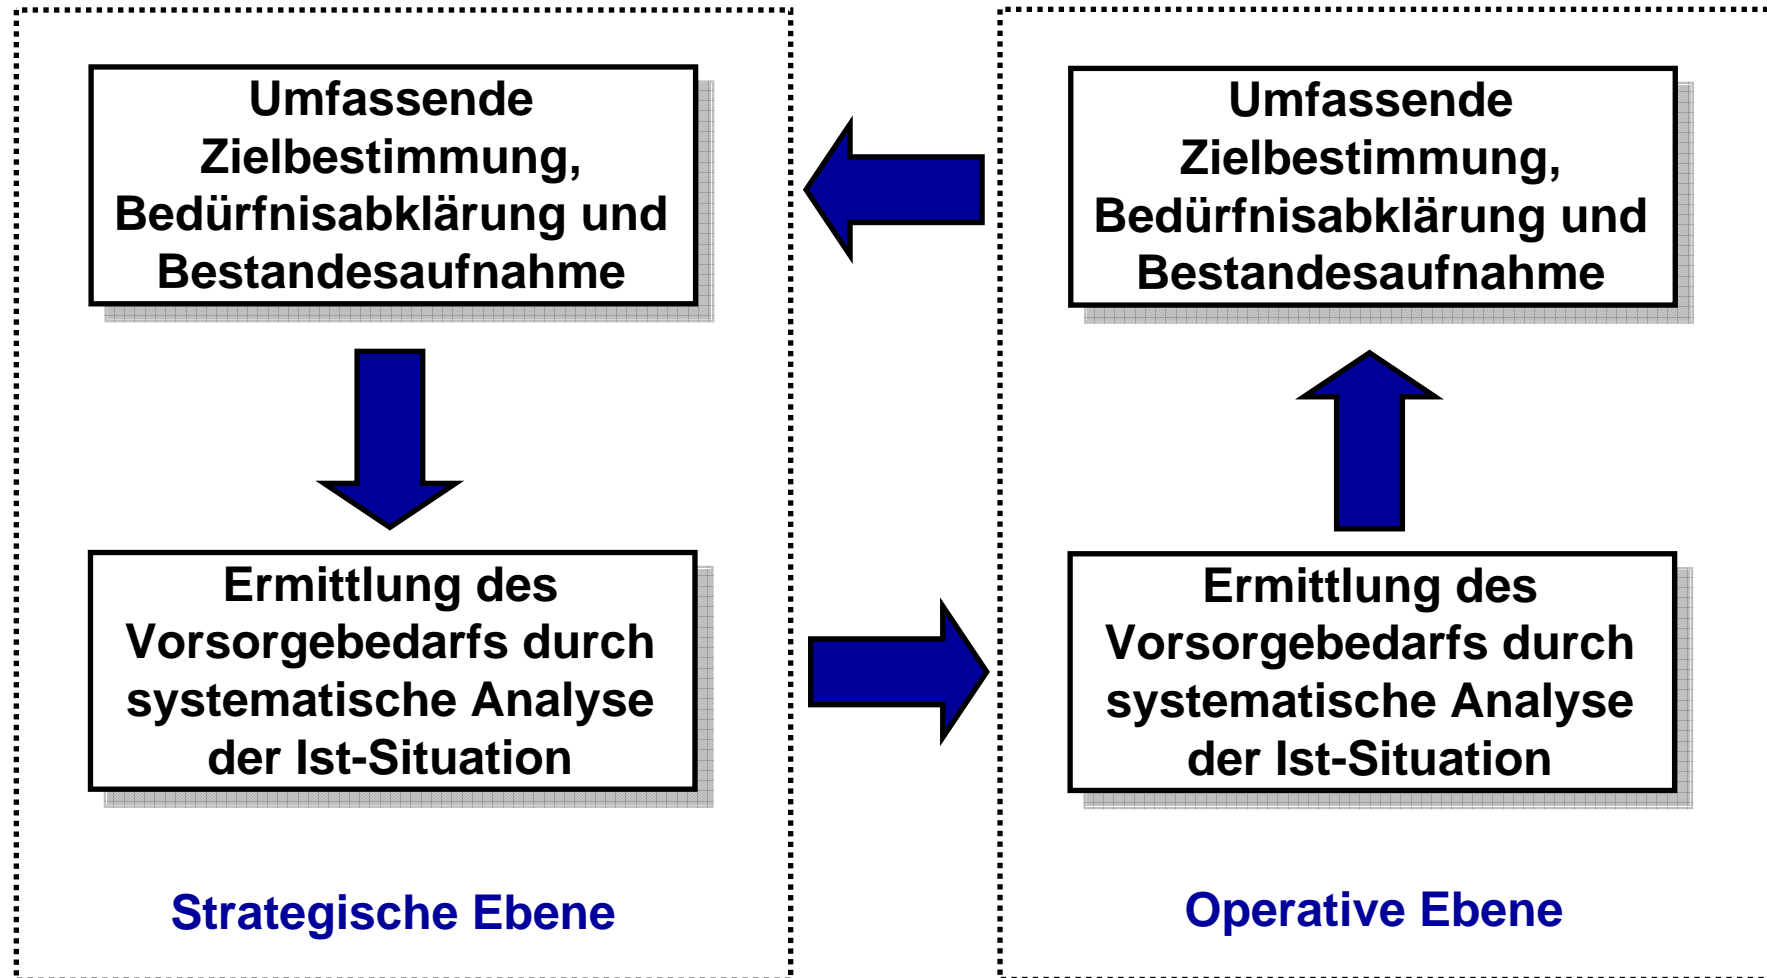 Umfassende
Zielbestimmung,
Bedürfnisabklärung und
Bestandesaufnahme
Ermittlung des
Vorsorgebedarfs durch
systematische Analyse
der Ist-Situation
Strategische Ebene
Umfassende
Zielbestimmung,
Bedürfnisabklärung und
Bestandesaufnahme
Ermittlung des
Vorsorgebedarfs durch
systematische Analyse
der Ist-Situation
Operative Ebene